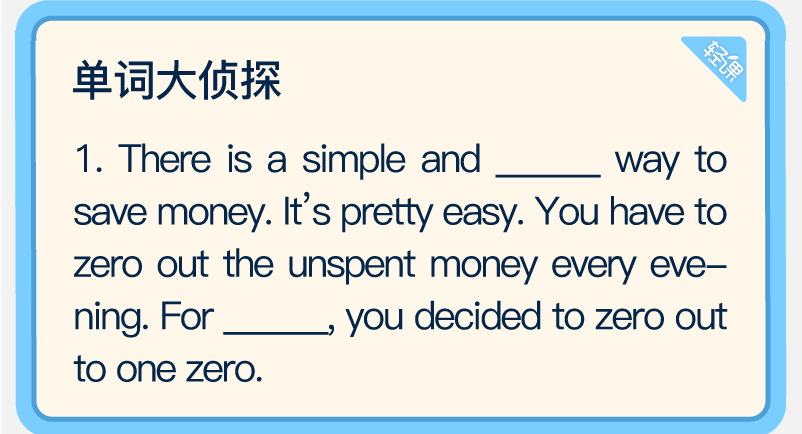 单词大侦探
轻课
1. There is a simple and ______ way to
save money. It's pretty easy. You have to
zero out the unspent money every eve–
ning. For ______, you decided to zero out
to one zero.